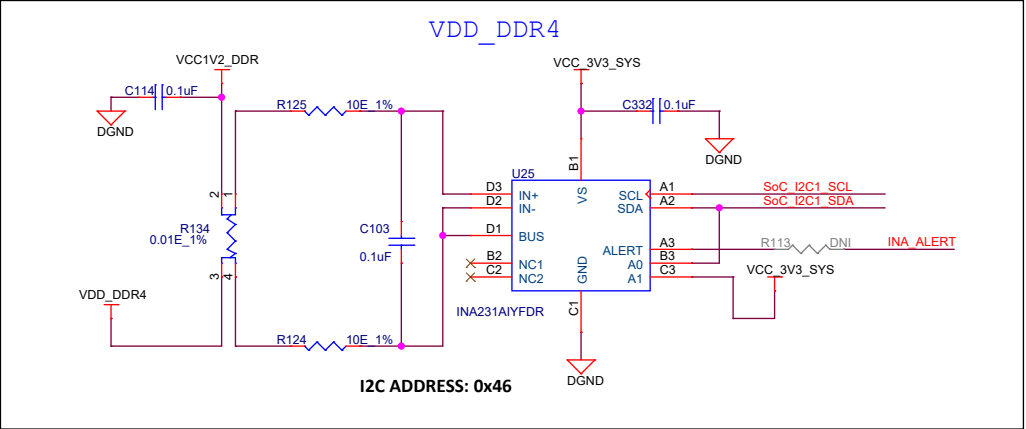 VDD_DDR4
VCC1V2_DDR
VCC_3V3_SYS
C114 0.1uF
R125 10E_1%
C332 0.1uF
DGND
DGND
B1
U25
2 1
D3 IN+ VS SCL A1 SoC_I2C1_SCL
D2 IN- SDA A2 SoC_I2C1_SDA
R134
0.01E_1%
C103
0.1uF
D1 BUS
ALERT A3 R113 DNI INA_ALERT
B2 NC1 GND A0 B3
C2 NC2 A1 C3 VCC_3V3_SYS
3 4
VDD_DDR4
INA231AIYFDR C1
R124 10E_1%
DGND
I2C ADDRESS: 0x46